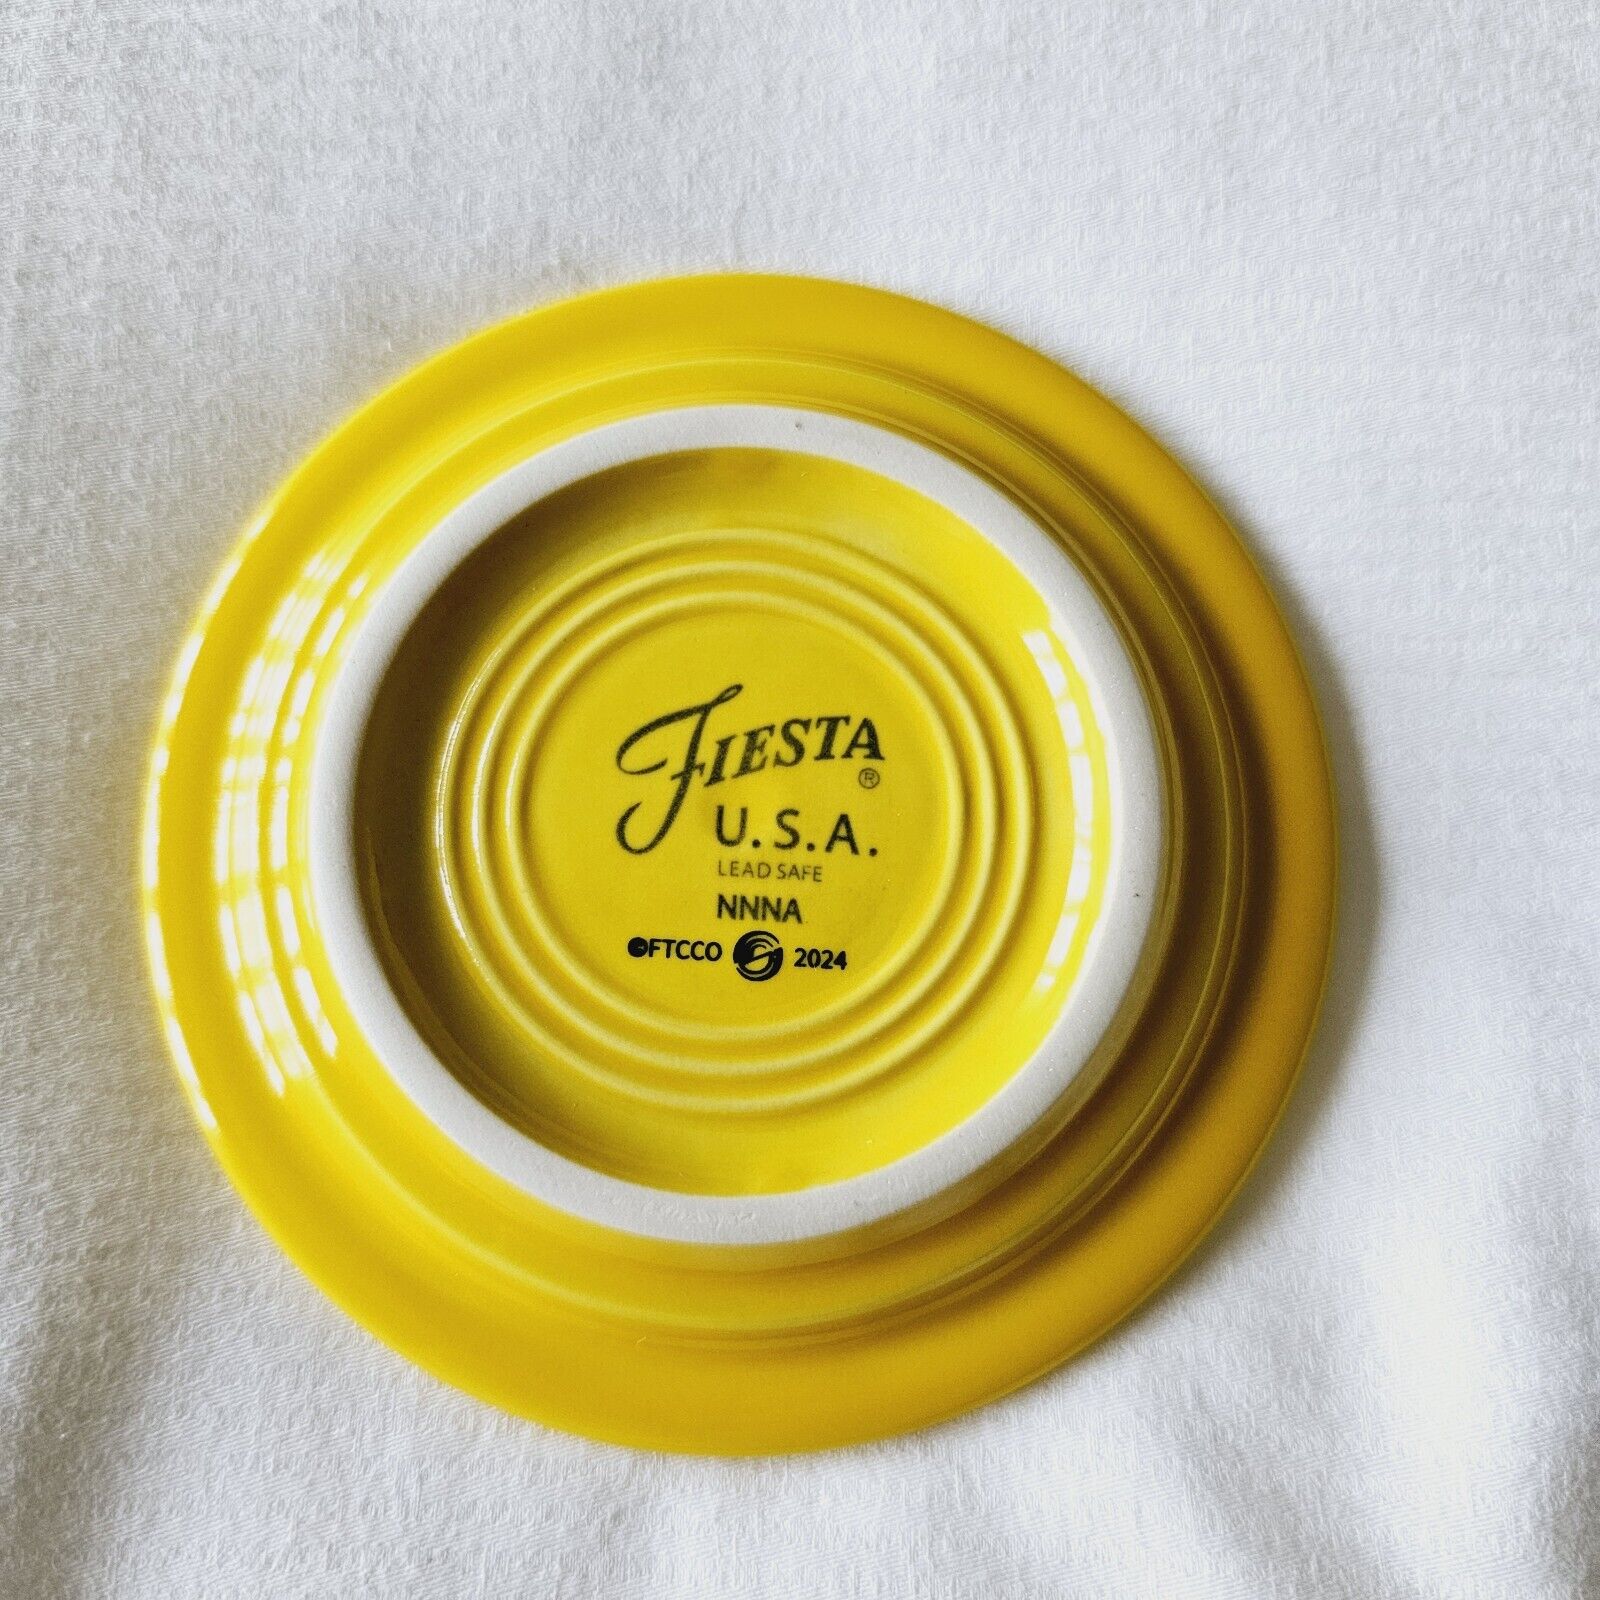 FIESTA ®
U.S.A.
LEAD SAFE
NNNA
©FTCCO 2024